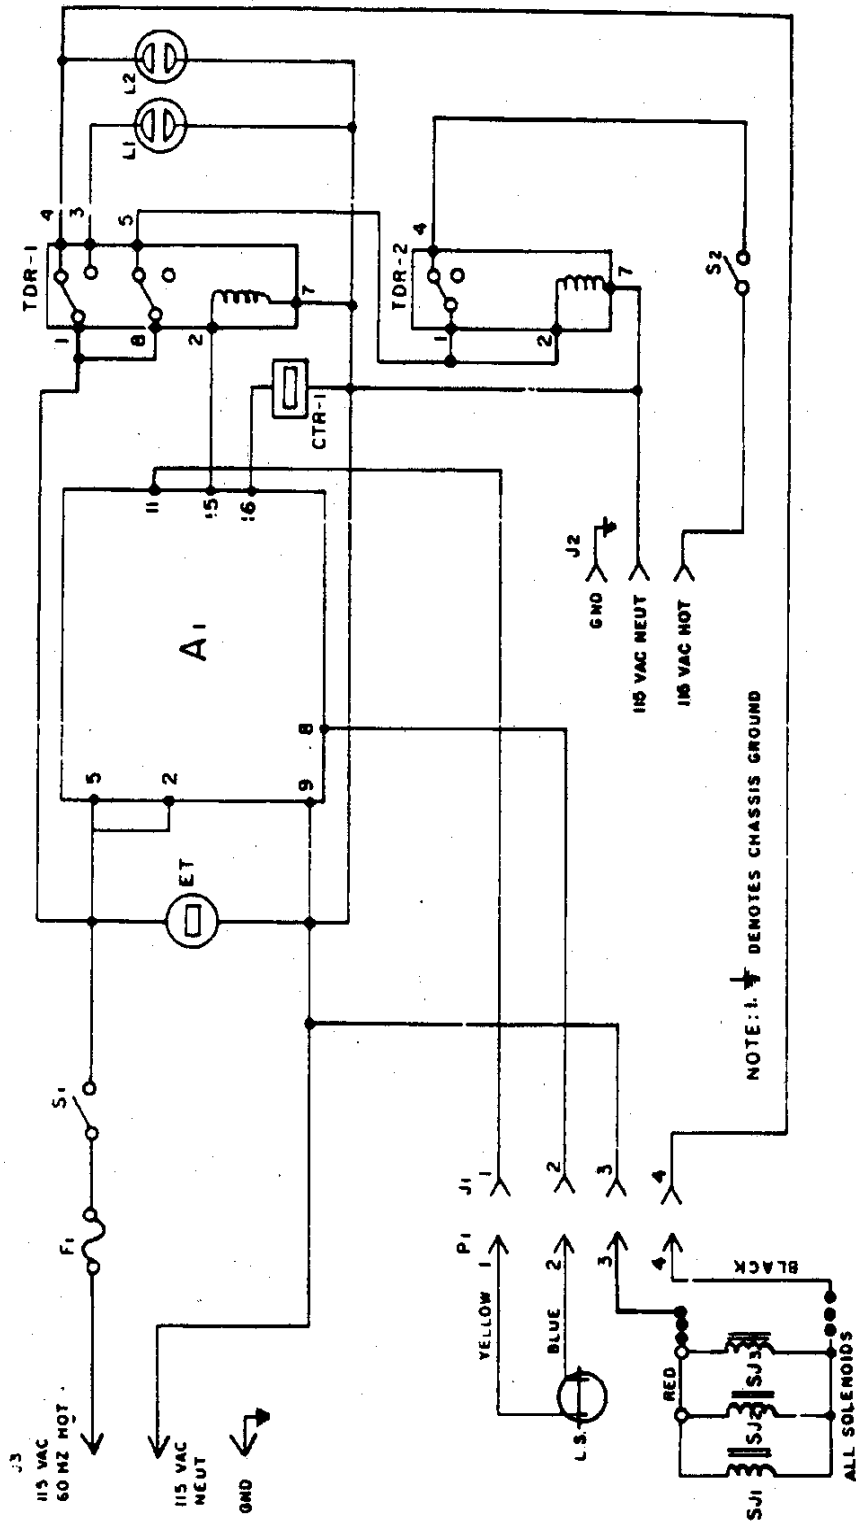 J3
115 VAC
60 HZ HOT
115 VAC
NEUT
GND
F1
S1
ET
5
2
9
8
A1
11
15
16
CTR-1
TDR-1
1
8
2
4
3
5
7
L1
L2
TDR-2
1
2
4
7
S2
J2
GND
115 VAC NEUT
115 VAC HOT
NOTE: 1. DENOTES CHASSIS GROUND
P1
J1
1
1
2
2
3
3
4
4
YELLOW
BLUE
RED
BLACK
L.S.
SJ1
SJ2
SJ3
ALL SOLENOIDS